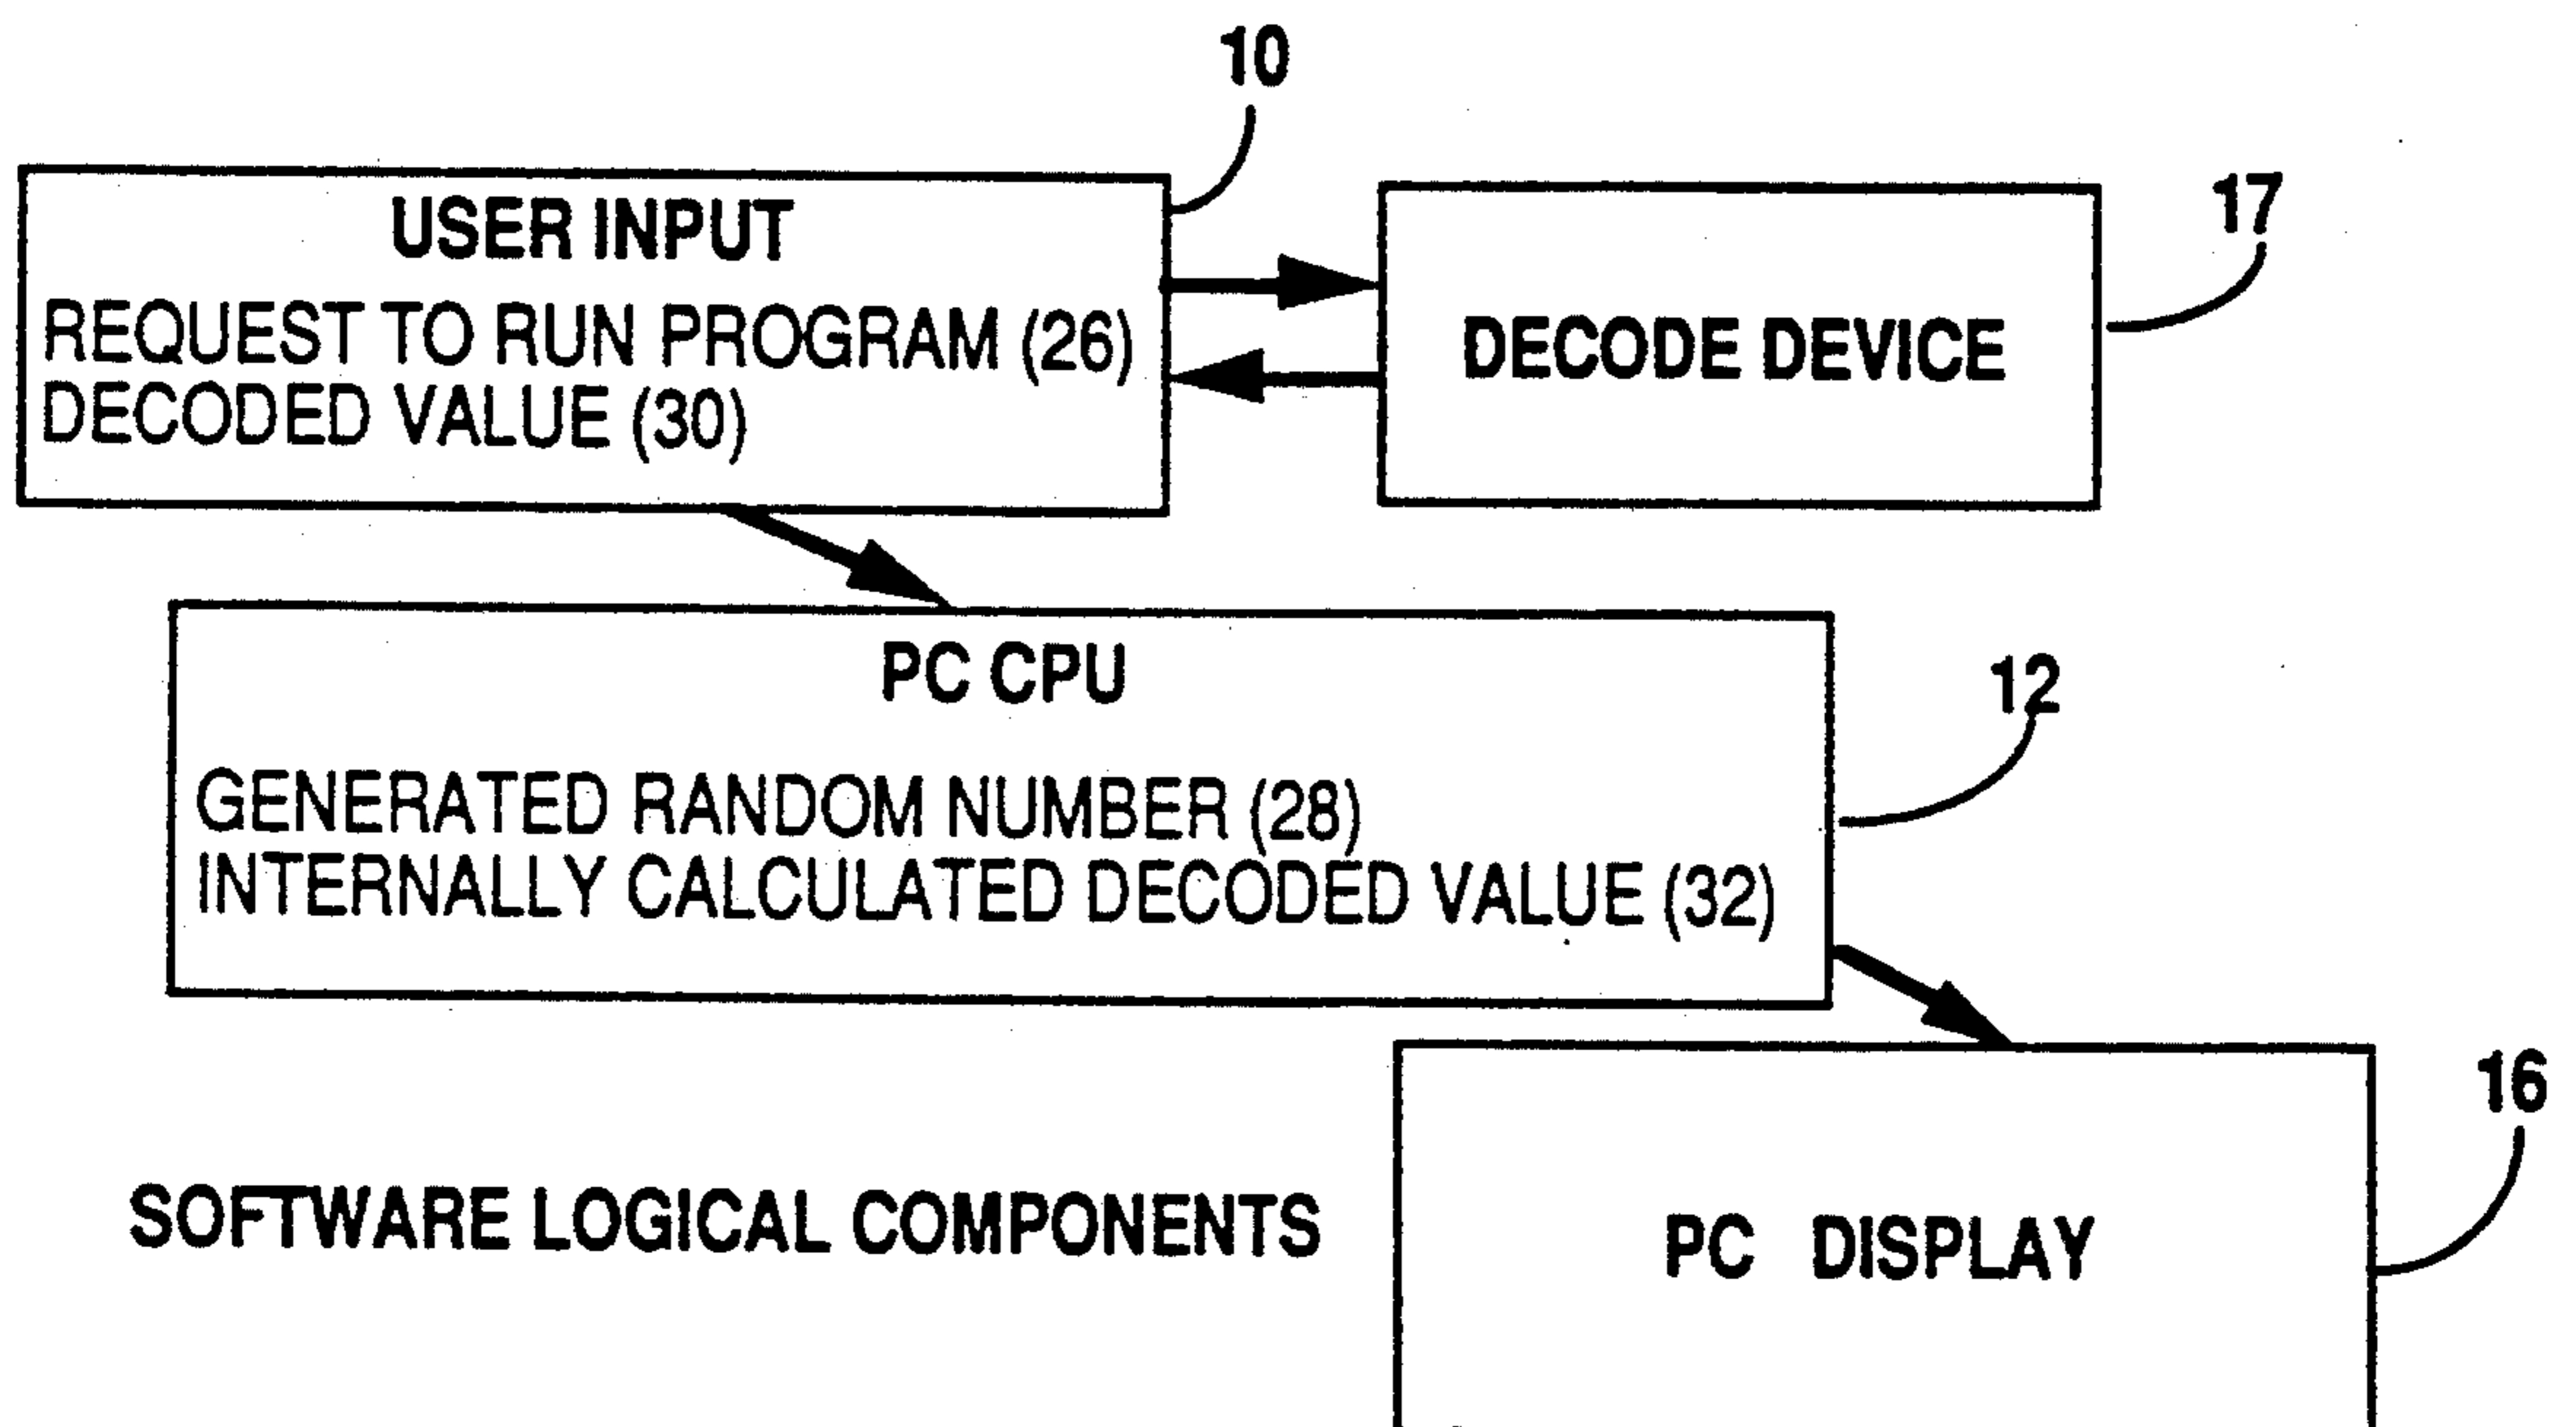 10
USER INPUT
REQUEST TO RUN PROGRAM (26)
DECODED VALUE (30)
17
DECODE DEVICE
PC CPU
12
GENERATED RANDOM NUMBER (28)
INTERNALLY CALCULATED DECODED VALUE (32)
16
SOFTWARE LOGICAL COMPONENTS
PC DISPLAY